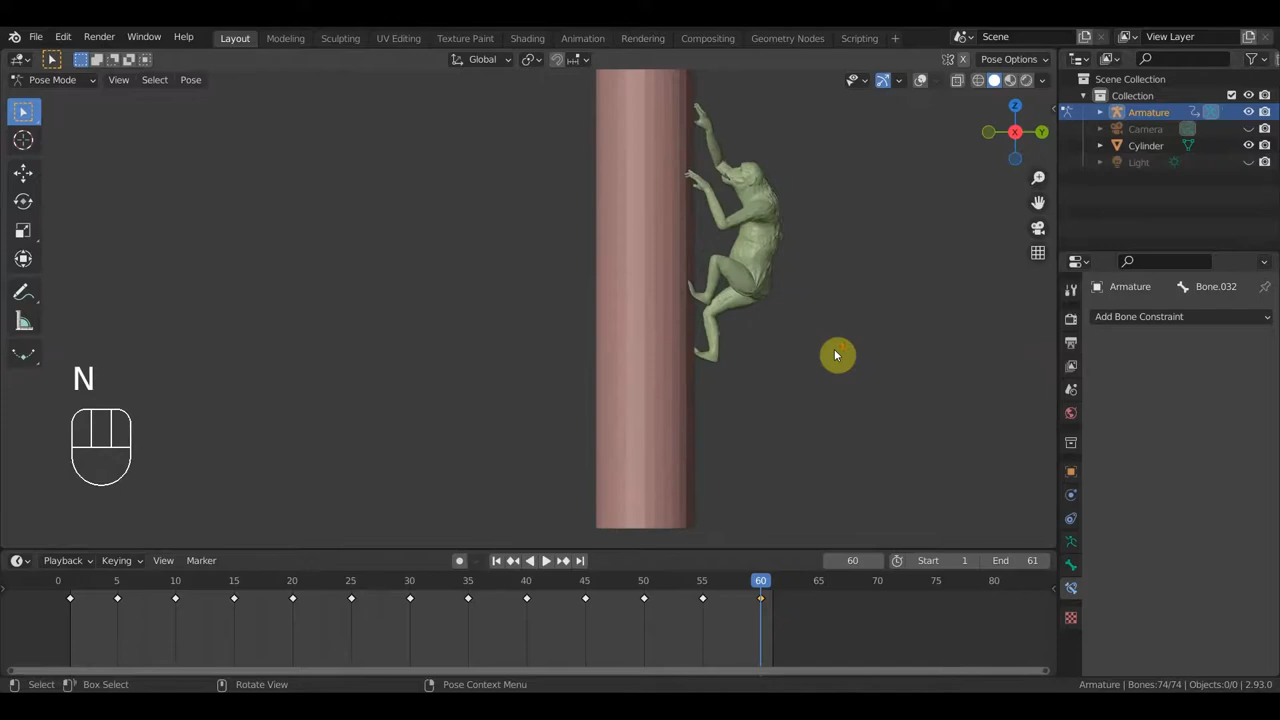 File Edit Render Window Help Layout Modeling Sculpting UV Editing Texture Paint Shading Animation Rendering Compositing Geometry Nodes Scripting + Scene View Layer
Global X Pose Options
Pose Mode View Select Pose
Scene Collection
Collection
Armature
Camera
Cylinder
Light
Z
X Y
Armature Bone.032
Add Bone Constraint
N
Playback Keying View Marker 60 Start 1 End 61
0 5 10 15 20 25 30 35 40 45 50 55 60 65 70 75 80
Select Box Select Rotate View Pose Context Menu Armature | Bones:74/74 | Objects:0/0 | 2.93.0